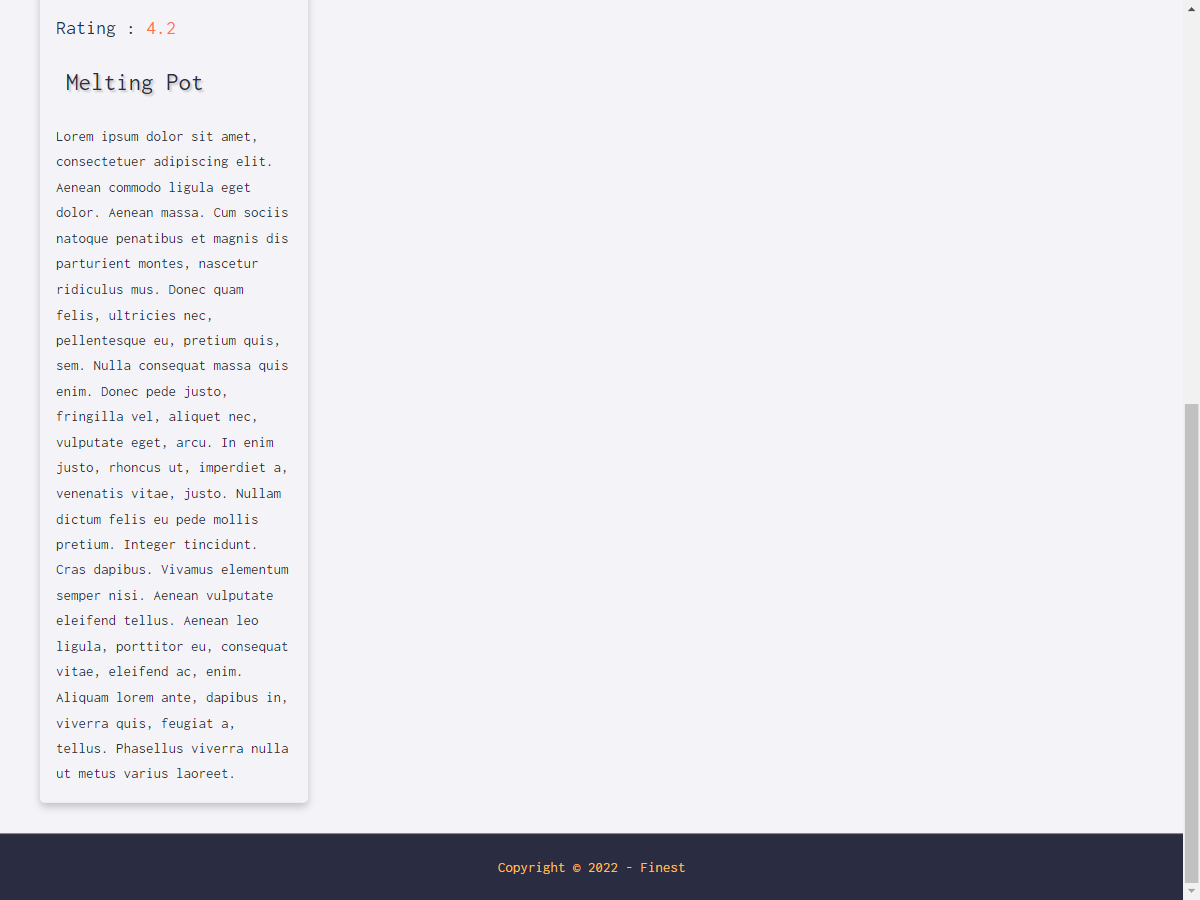 Rating : 4.2
Melting Pot
Lorem ipsum dolor sit amet,
consectetuer adipiscing elit.
Aenean commodo ligula eget
dolor. Aenean massa. Cum sociis
natoque penatibus et magnis dis
parturient montes, nascetur
ridiculus mus. Donec quam
felis, ultricies nec,
pellentesque eu, pretium quis,
sem. Nulla consequat massa quis
enim. Donec pede justo,
fringilla vel, aliquet nec,
vulputate eget, arcu. In enim
justo, rhoncus ut, imperdiet a,
venenatis vitae, justo. Nullam
dictum felis eu pede mollis
pretium. Integer tincidunt.
Cras dapibus. Vivamus elementum
semper nisi. Aenean vulputate
eleifend tellus. Aenean leo
ligula, porttitor eu, consequat
vitae, eleifend ac, enim.
Aliquam lorem ante, dapibus in,
viverra quis, feugiat a,
tellus. Phasellus viverra nulla
ut metus varius laoreet.
Copyright © 2022 - Finest